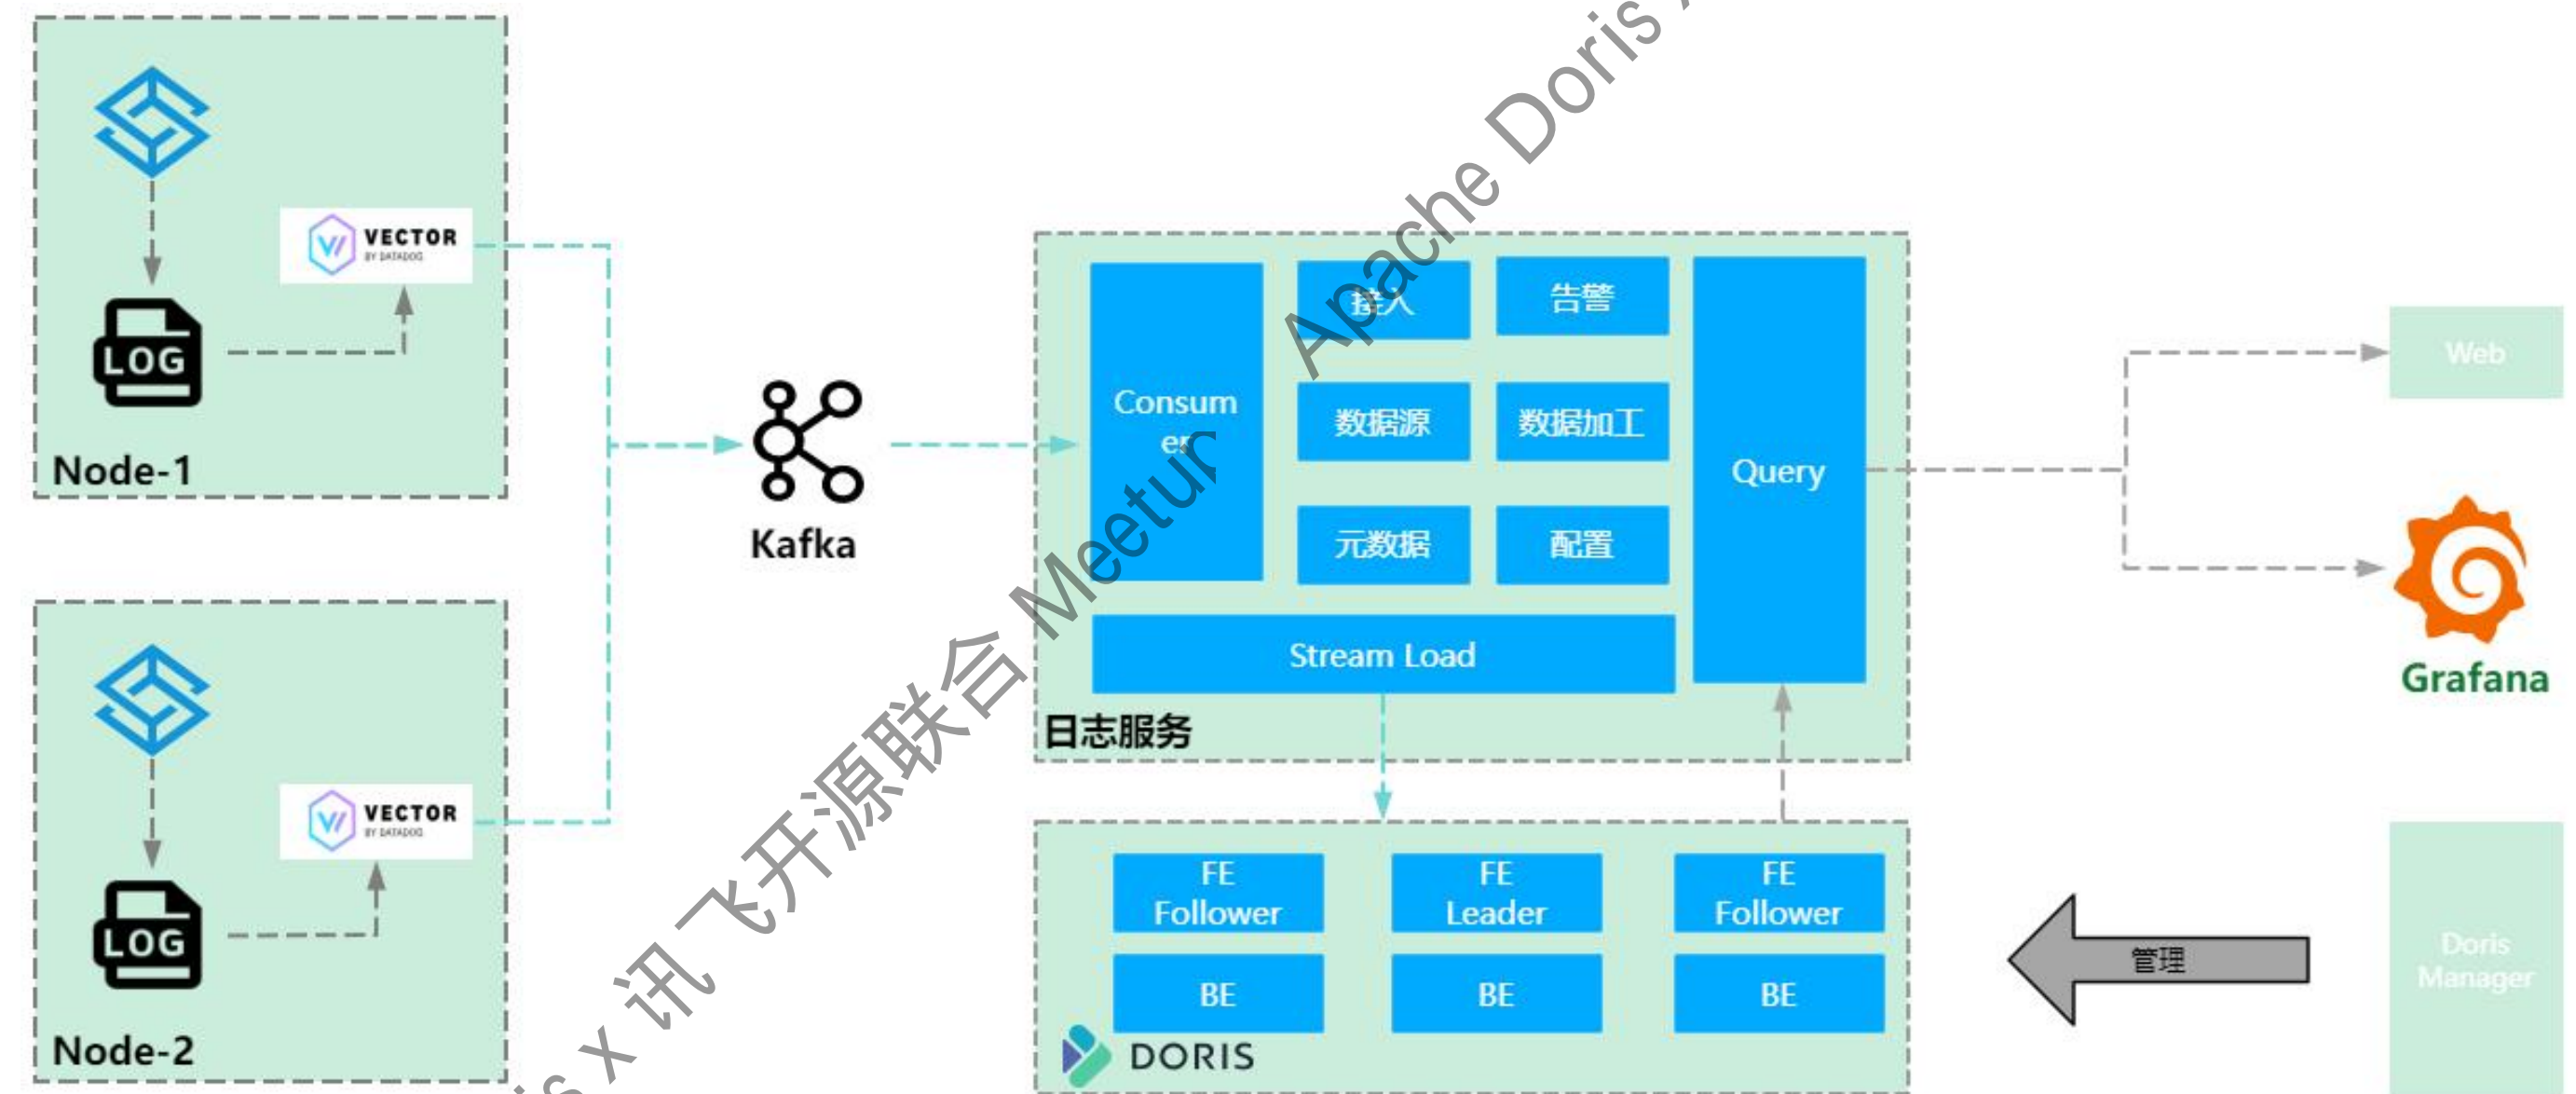 VECTOR
BY DATADOG
LOG
Node-1
VECTOR
BY DATADOG
LOG
Node-2
Kafka
Consum
er
接入
告警
数据源
数据加工
元数据
配置
Query
Stream Load
日志服务
FE
Follower
FE
Leader
FE
Follower
BE
BE
BE
DORIS
Web
Grafana
管理
Doris
Manager
Apache Doris
is x 讯飞开源联合 Meetup